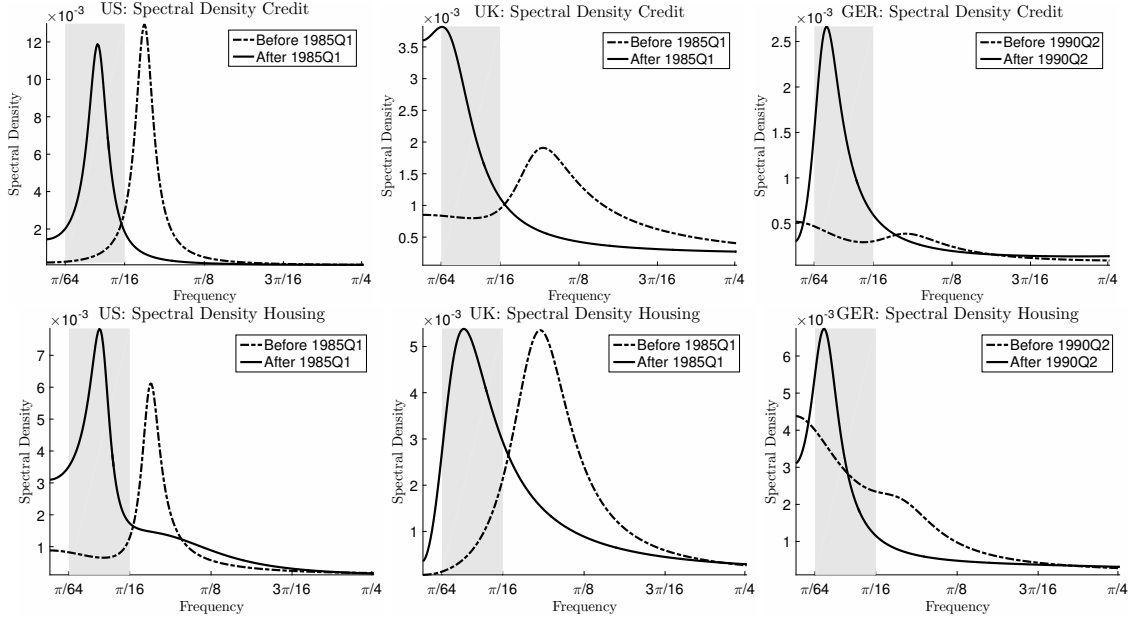 US: Spectral Density Credit
×10⁻³
12
10
8
6
4
2
Spectral Density
Before 1985Q1
After 1985Q1
π/64
π/16
π/8
3π/16
π/4
Frequency
UK: Spectral Density Credit
×10⁻³
3.5
3
2.5
2
1.5
1
0.5
Spectral Density
Before 1985Q1
After 1985Q1
π/64
π/16
π/8
3π/16
π/4
Frequency
GER: Spectral Density Credit
×10⁻³
2.5
2
1.5
1
0.5
Spectral Density
Before 1990Q2
After 1990Q2
π/64
π/16
π/8
3π/16
π/4
Frequency
US: Spectral Density Housing
×10⁻³
7
6
5
4
3
2
1
Spectral Density
Before 1985Q1
After 1985Q1
π/64
π/16
π/8
3π/16
π/4
Frequency
UK: Spectral Density Housing
×10⁻³
5
4
3
2
1
Spectral Density
Before 1985Q1
After 1985Q1
π/64
π/16
π/8
3π/16
π/4
Frequency
GER: Spectral Density Housing
×10⁻³
6
5
4
3
2
1
Spectral Density
Before 1990Q2
After 1990Q2
π/64
π/16
π/8
3π/16
π/4
Frequency